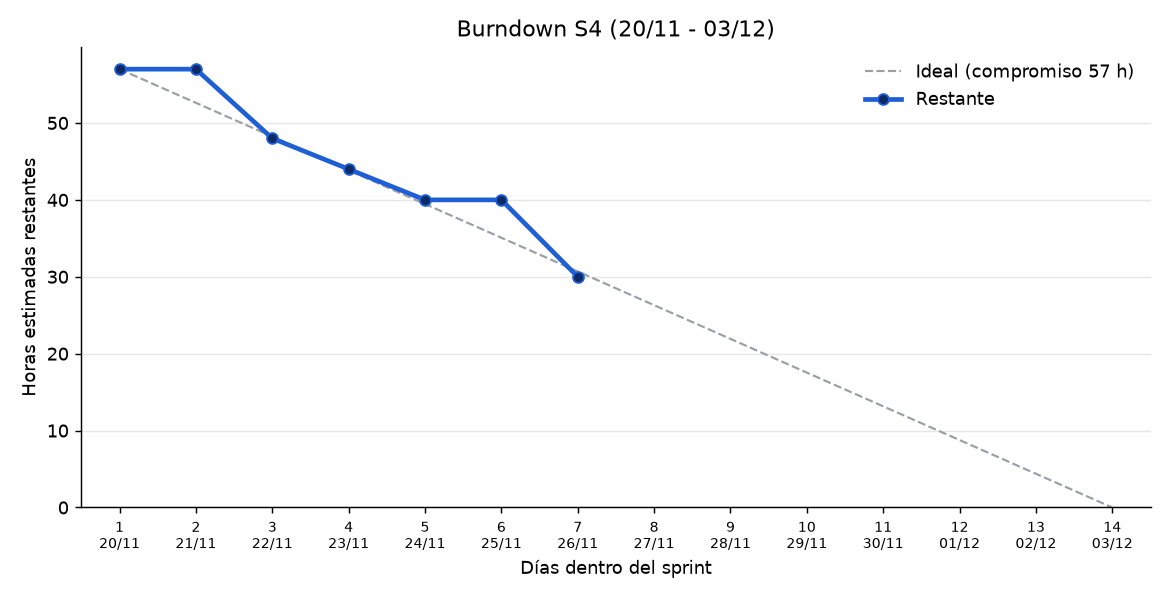 Burndown S4 (20/11 - 03/12)
Ideal (compromiso 57 h)
Restante
Horas estimadas restantes
50
40
30
20
10
0
1 2 3 4 5 6 7 8 9 10 11 12 13 14
20/11 21/11 22/11 23/11 24/11 25/11 26/11 27/11 28/11 29/11 30/11 01/12 02/12 03/12
Días dentro del sprint